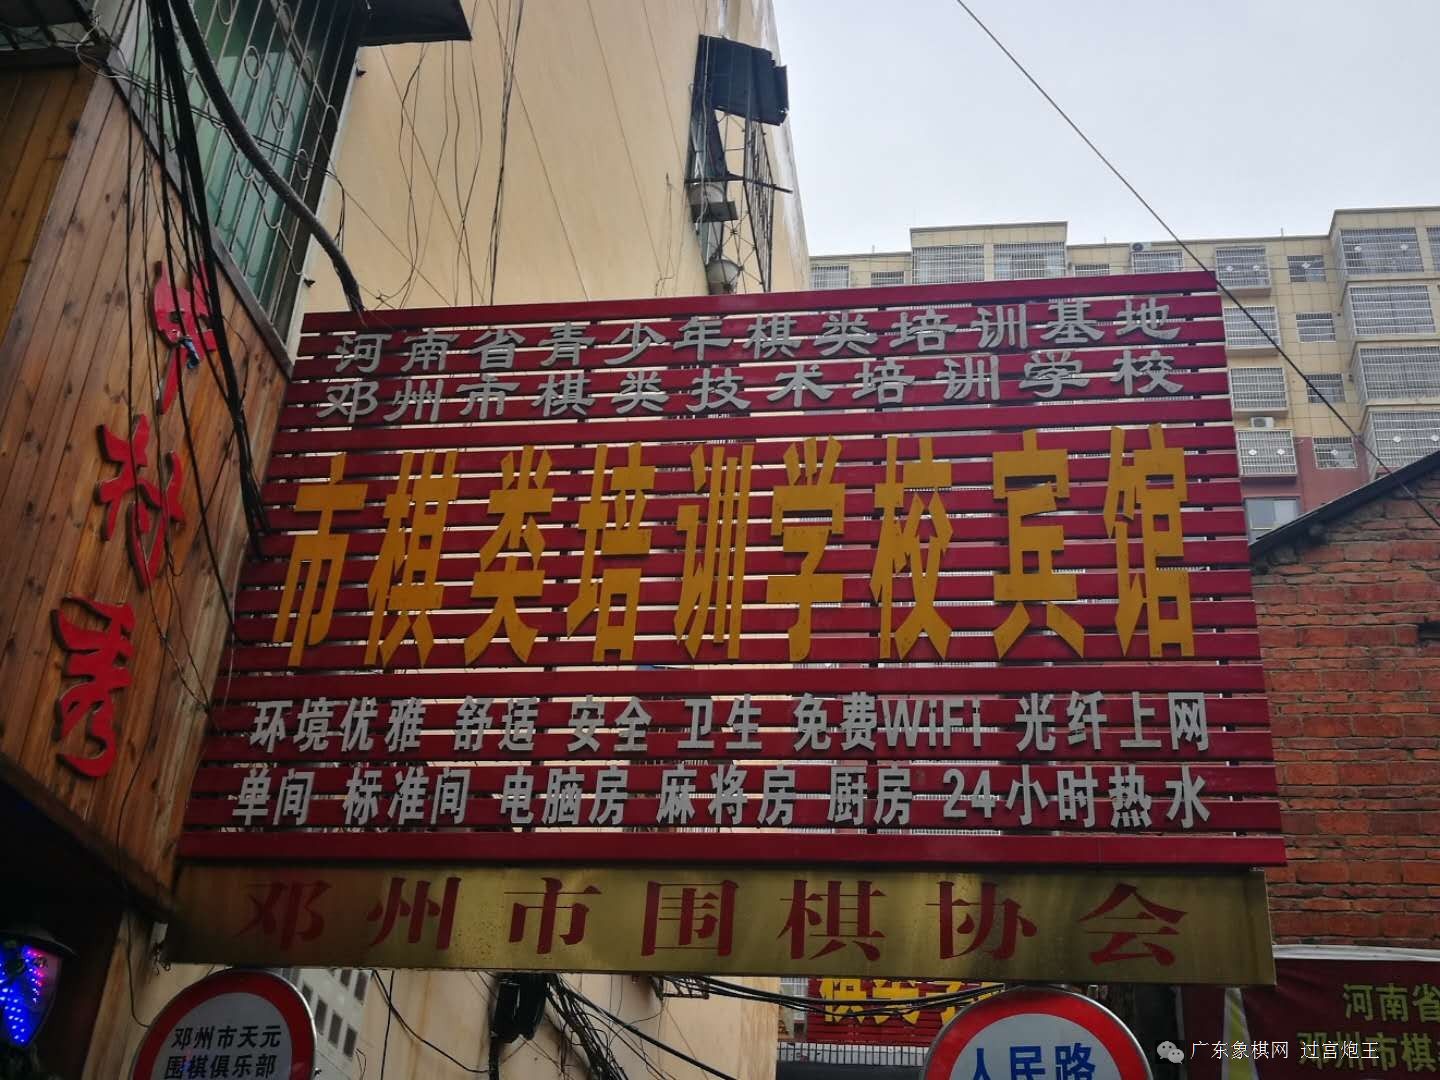 河南省青少年棋类培训基地
邓州市棋类技术培训学校
市棋类培训学校宾馆
环境优雅 舒适 安全 卫生 免费WiFi 光纤上网
单间 标准间 电脑房 麻将房 厨房 24小时热水
邓州市围棋协会
邓州市天元
围棋俱乐部
人民路
河南省
邓州市棋
广东象棋网 过宫炮王